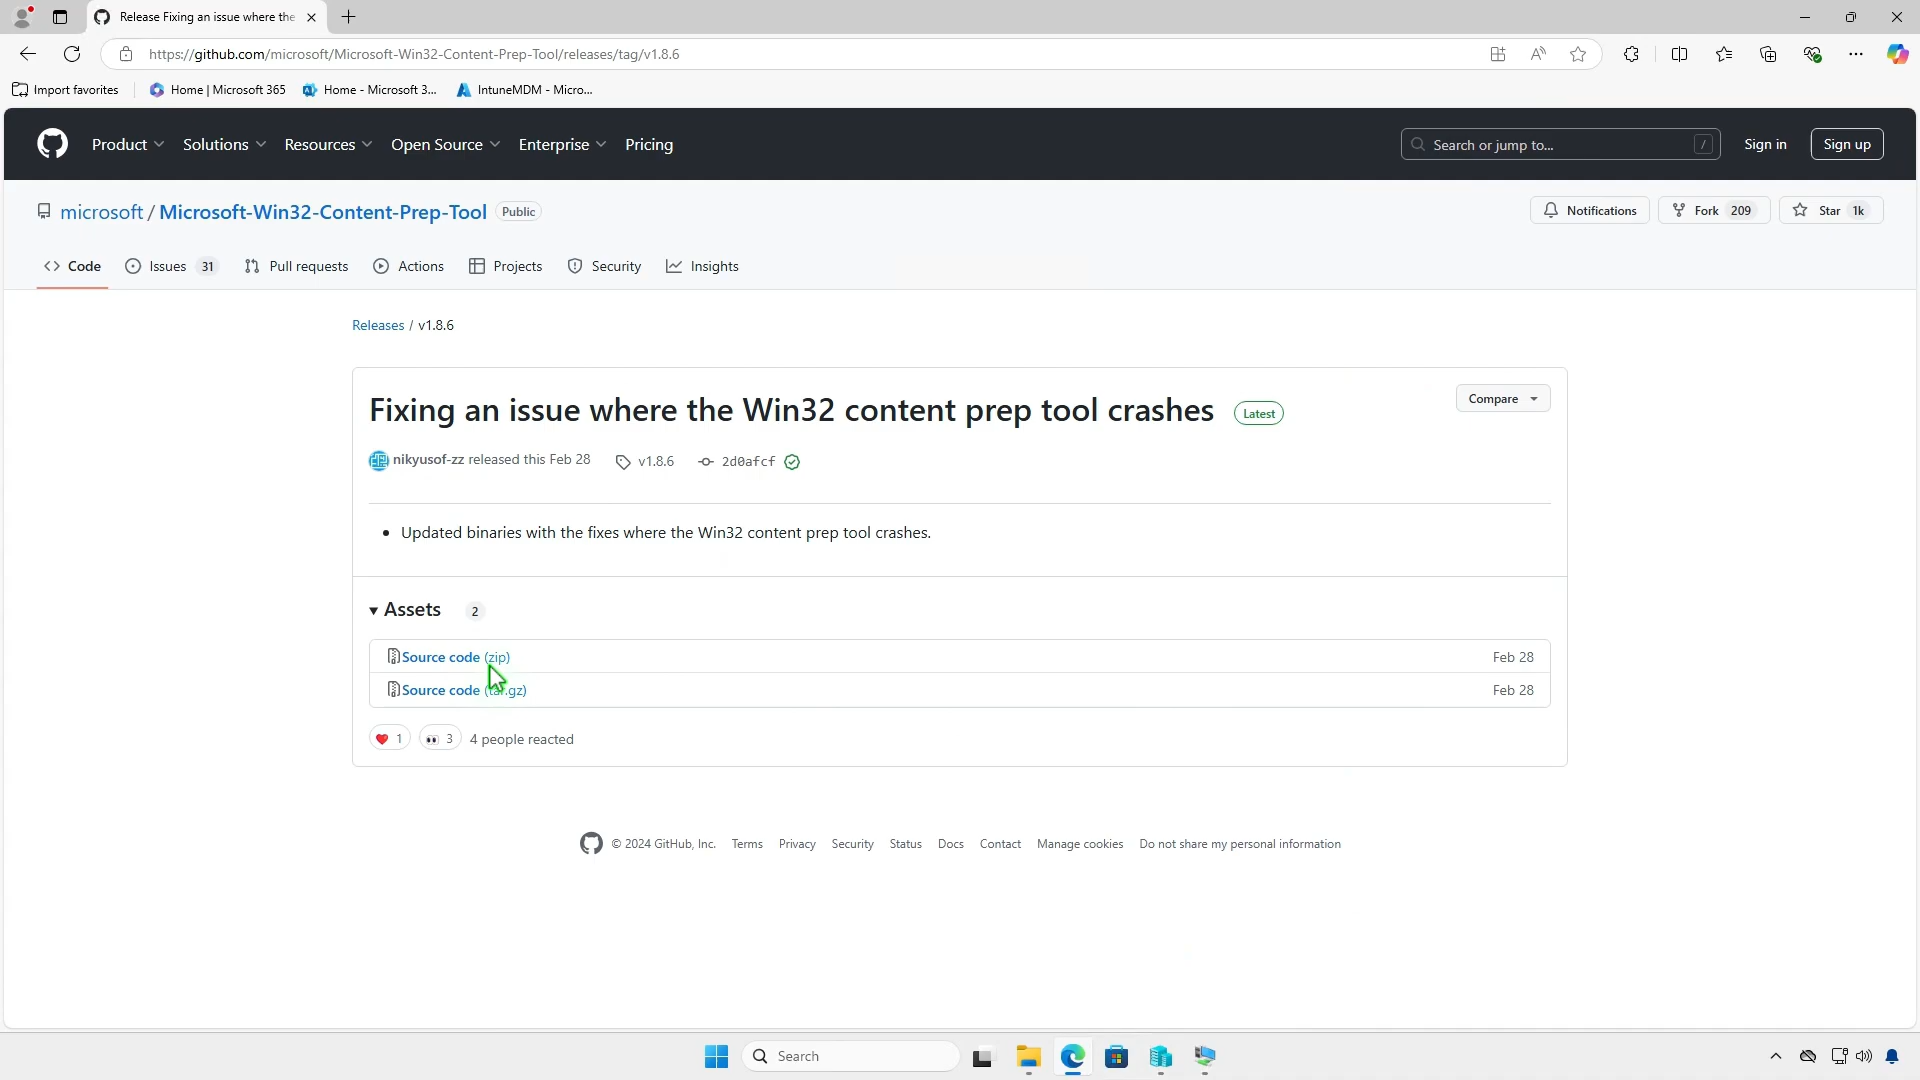 Release Fixing an issue where the
https://github.com/microsoft/Microsoft-Win32-Content-Prep-Tool/releases/tag/v1.8.6
Import favorites
Home | Microsoft 365
Home - Microsoft 3...
IntuneMDM - Micro...
Product
Solutions
Resources
Open Source
Enterprise
Pricing
Search or jump to...
/
Sign in
Sign up
microsoft / Microsoft-Win32-Content-Prep-Tool Public
Notifications
Fork 209
Star 1k
Code
Issues 31
Pull requests
Actions
Projects
Security
Insights
Releases / v1.8.6
Fixing an issue where the Win32 content prep tool crashes Latest
Compare
nikyusof-zz released this Feb 28
v1.8.6
2d0afcf
• Updated binaries with the fixes where the Win32 content prep tool crashes.
Assets 2
Source code (zip) Feb 28
Source code (tar.gz) Feb 28
1
3
4 people reacted
© 2024 GitHub, Inc. Terms Privacy Security Status Docs Contact Manage cookies Do not share my personal information
Search